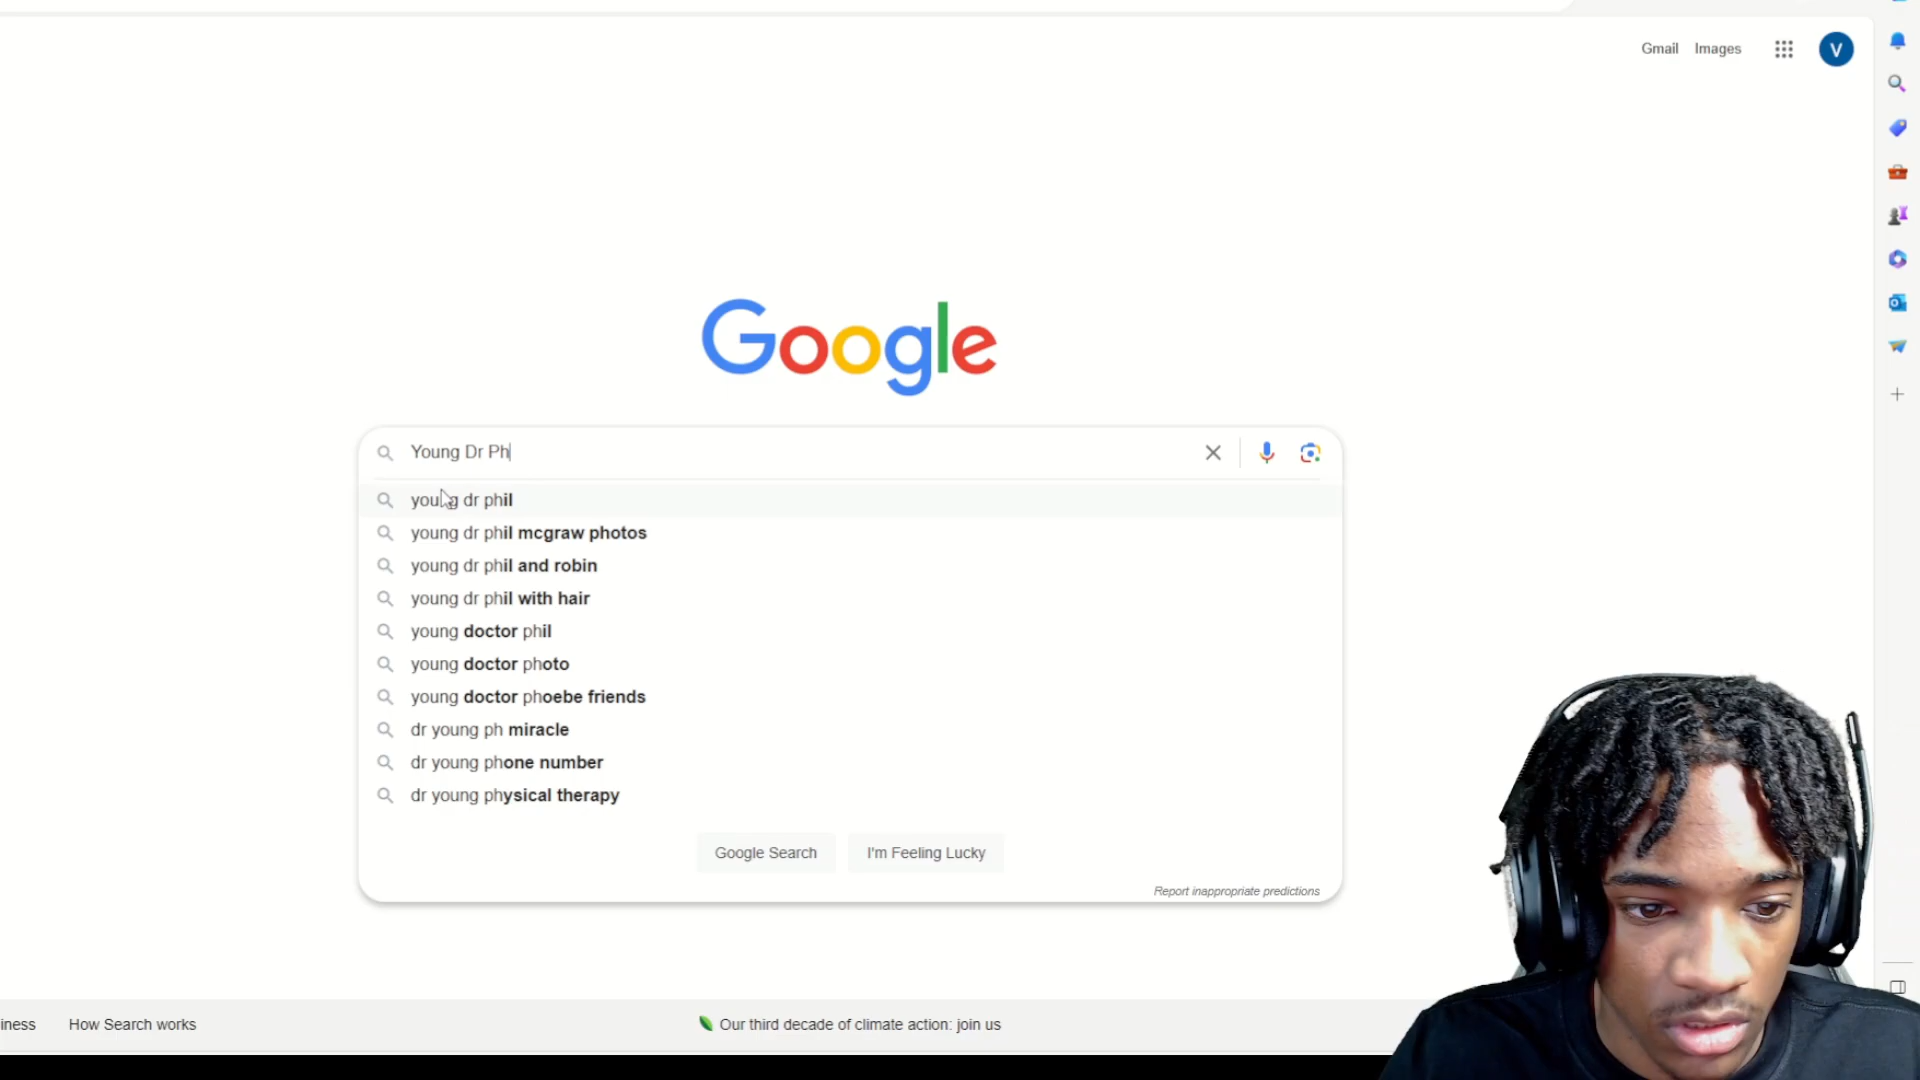 Gmail Images V
Google
Young Dr Ph
young dr phil
young dr phil mcgraw photos
young dr phil and robin
young dr phil with hair
young doctor phil
young doctor photo
young doctor phoebe friends
dr young ph miracle
dr young phone number
dr young physical therapy
Google Search I'm Feeling Lucky
Report inappropriate predictions
iness How Search works Our third decade of climate action: join us